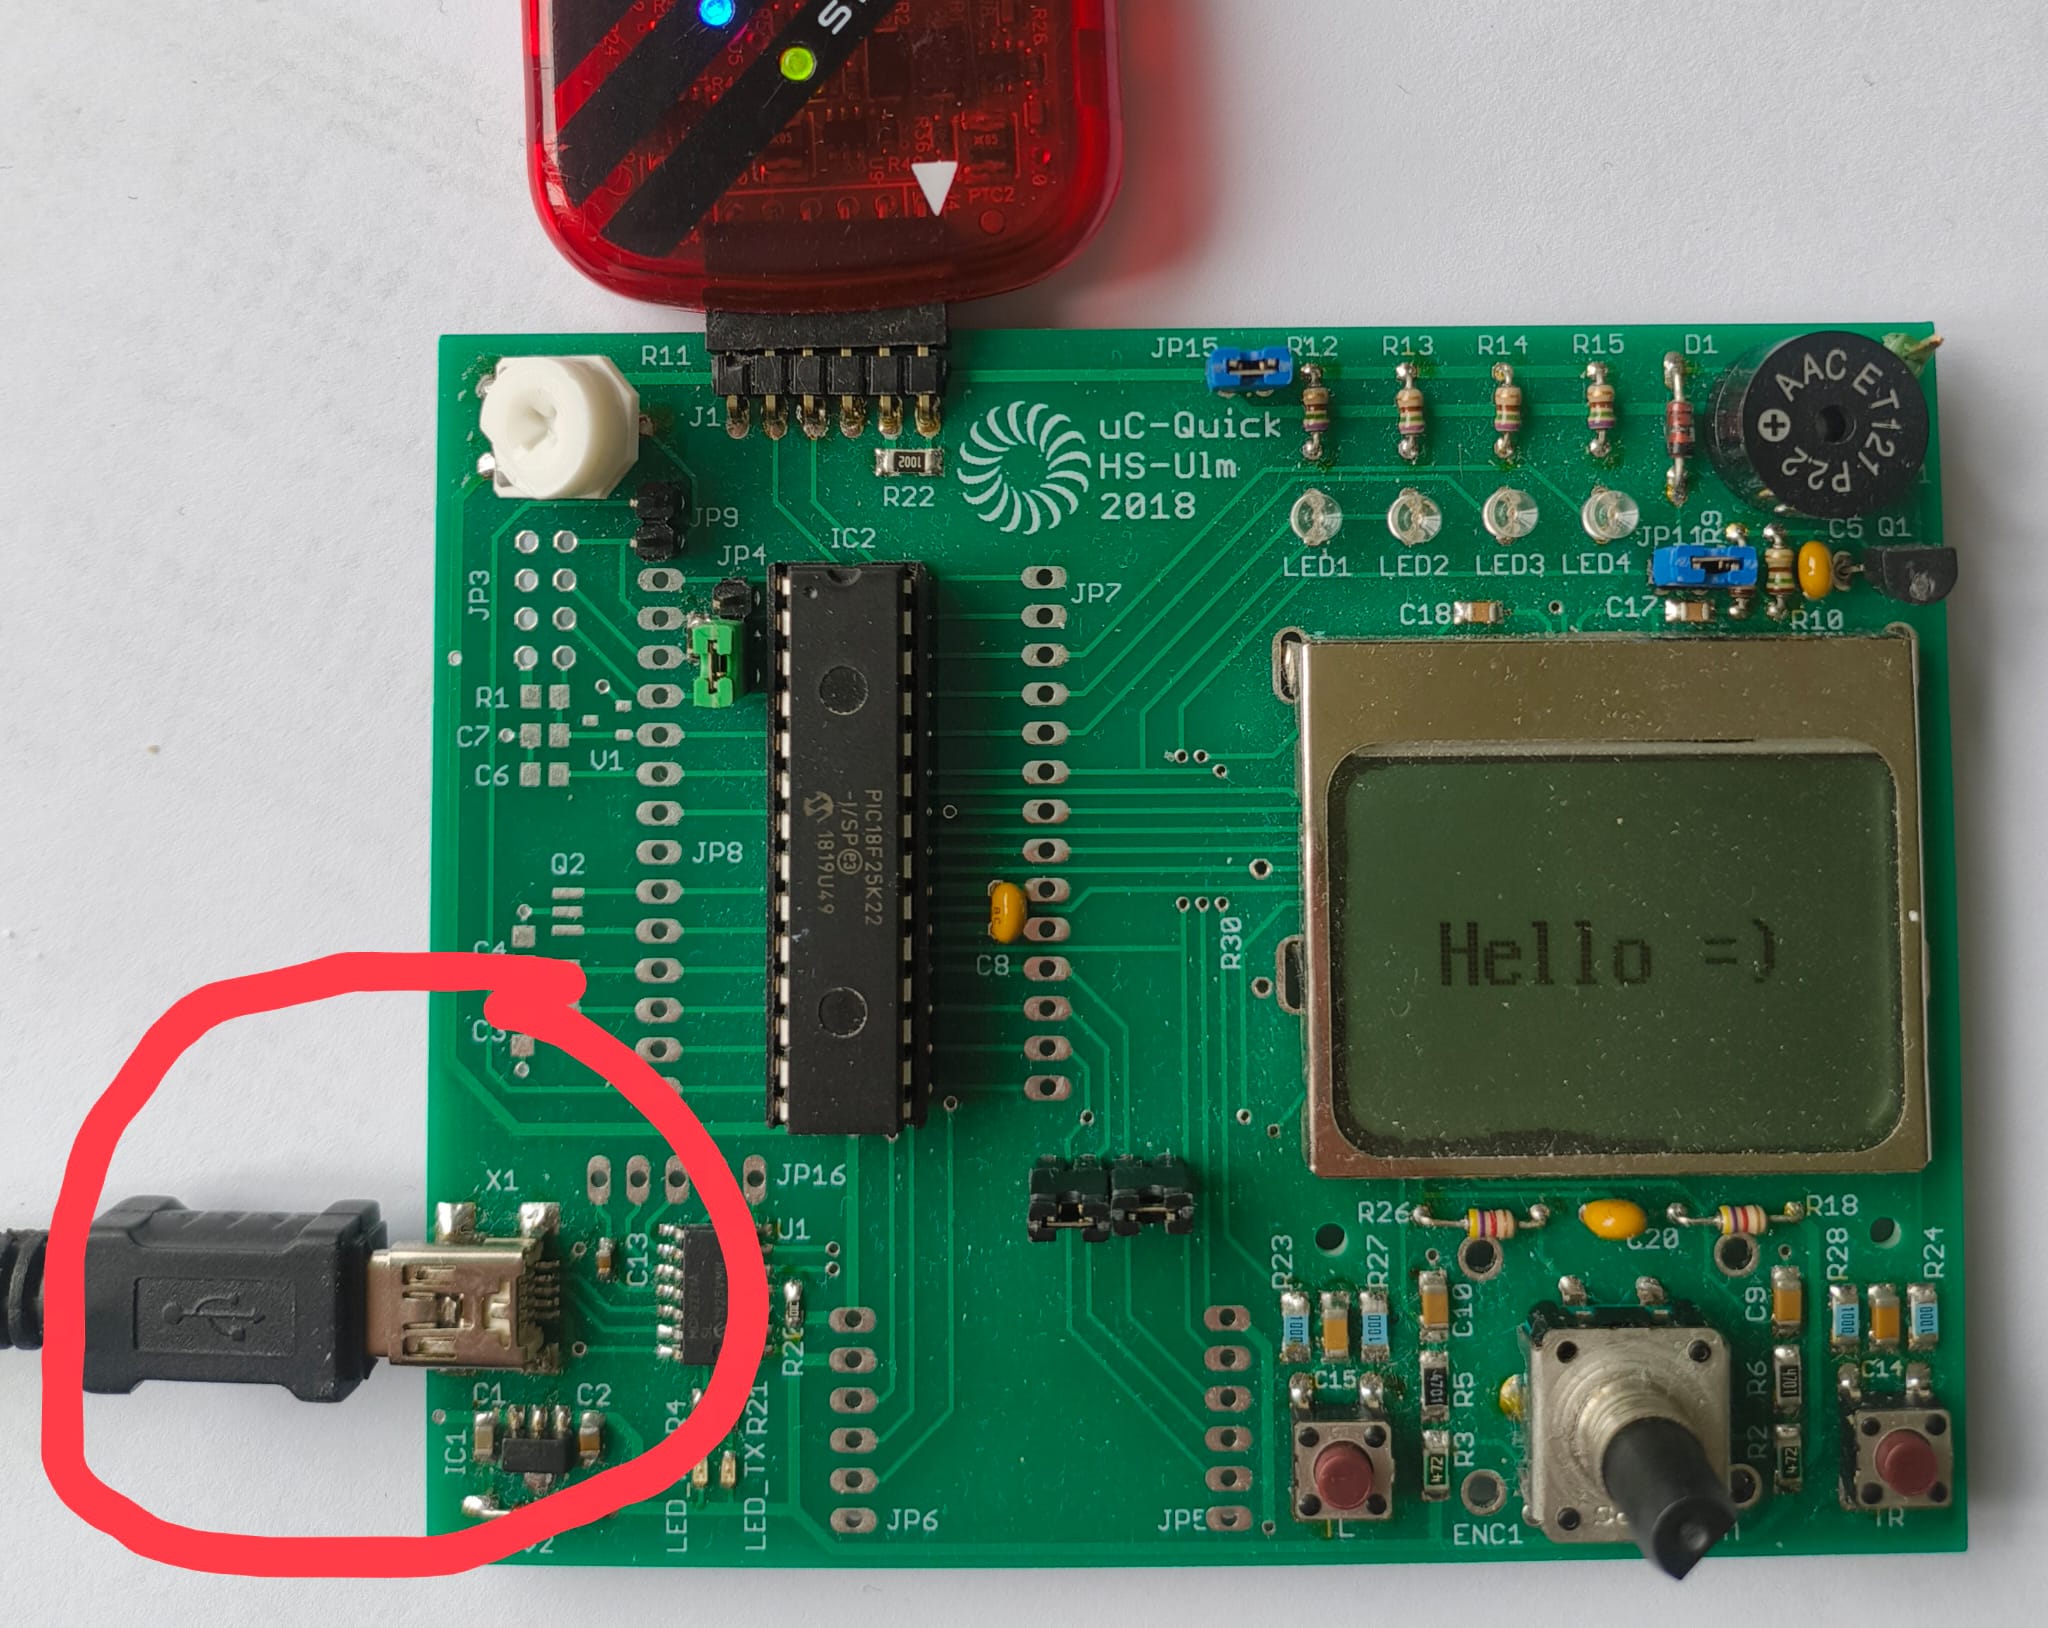 R26
PTC2
R11
JP15
R12
R13
R14
R15
D1
AAC ET121 P22
J1
1002
R22
uC-Quick
HS-Ulm
2018
JP9
JP4
IC2
JP7
JP3
LED1
LED2
LED3
LED4
JP11
R9
C5
Q1
C18
C17
R10
R1
C7
C6
V1
PIC18F25K22
-I/SP e3
1819U49
JP8
Q2
C4
C8
R30
Hello =)
C3
X1
JP16
U1
C13
R26
C20
R18
R23
R27
C10
C9
R28
R24
1000
1000
1000
1000
C1
C2
IC1
R4
R21
LED_TX
JP6
JP5
C15
4701
R5
R3
472
ENC1
R6
4701
R2
472
C14
TR